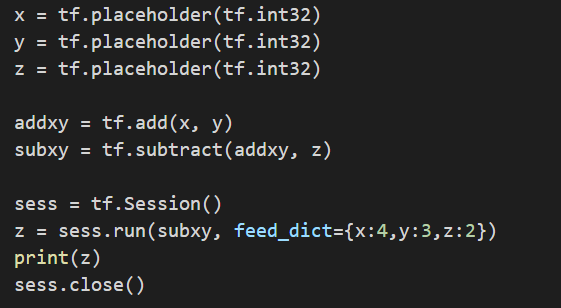 x = tf.placeholder(tf.int32)
y = tf.placeholder(tf.int32)
z = tf.placeholder(tf.int32)
addxy = tf.add(x, y)
subxy = tf.subtract(addxy, z)
sess = tf.Session()
z = sess.run(subxy, feed_dict={x:4,y:3,z:2})
print(z)
sess.close()